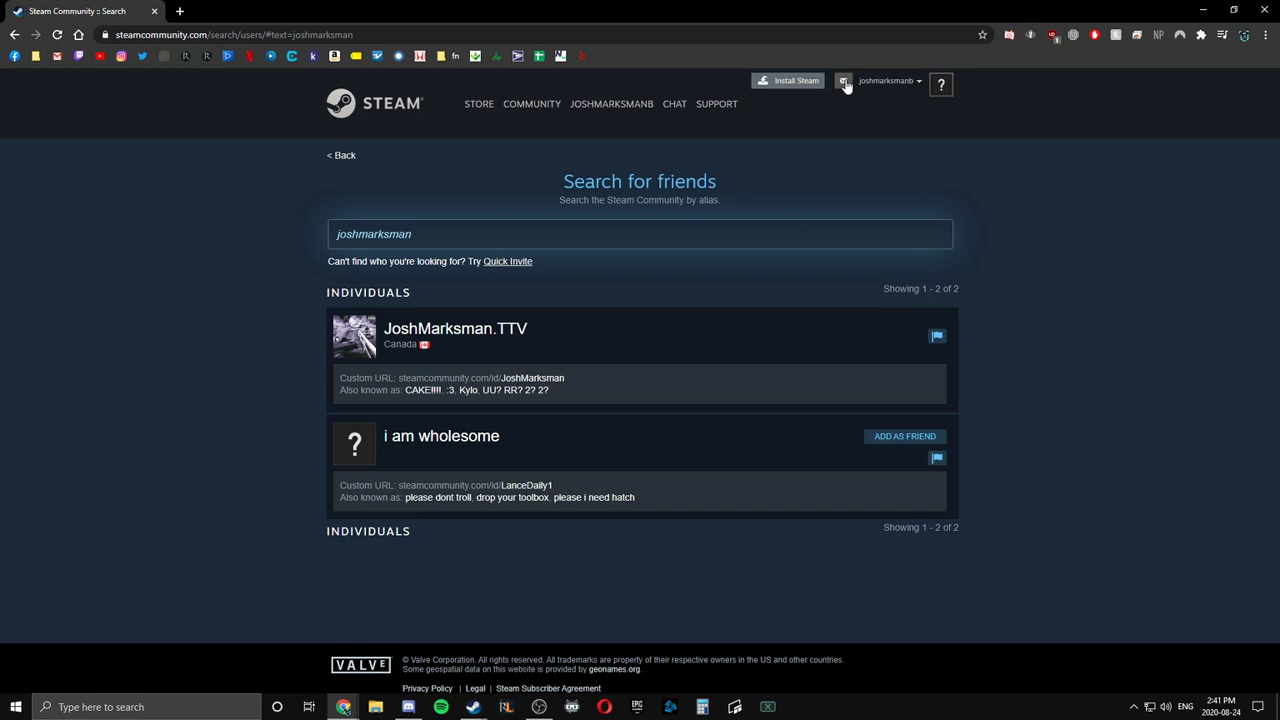 Steam Community :: Search
steamcommunity.com/search/users/#text=joshmarksman
fn
Install Steam
joshmarksmanb
?
STEAM
STORE COMMUNITY JOSHMARKSMANB CHAT SUPPORT
< Back
Search for friends
Search the Steam Community by alias.
joshmarksman
Can't find who you're looking for? Try Quick Invite
INDIVIDUALS
Showing 1 - 2 of 2
JoshMarksman.TTV
Canada
Custom URL: steamcommunity.com/id/JoshMarksman
Also known as: CAKE!!!!, :3, Kylo, UU? RR? 2? 2?
?
i am wholesome
ADD AS FRIEND
Custom URL: steamcommunity.com/id/LanceDaily1
Also known as: please dont troll, drop your toolbox, please i need hatch
INDIVIDUALS
Showing 1 - 2 of 2
VALVE
© Valve Corporation. All rights reserved. All trademarks are property of their respective owners in the US and other countries.
Some geospatial data on this website is provided by geonames.org.
Privacy Policy | Legal | Steam Subscriber Agreement
Type here to search
EPIC
ENG
2:41 PM
2020-08-24